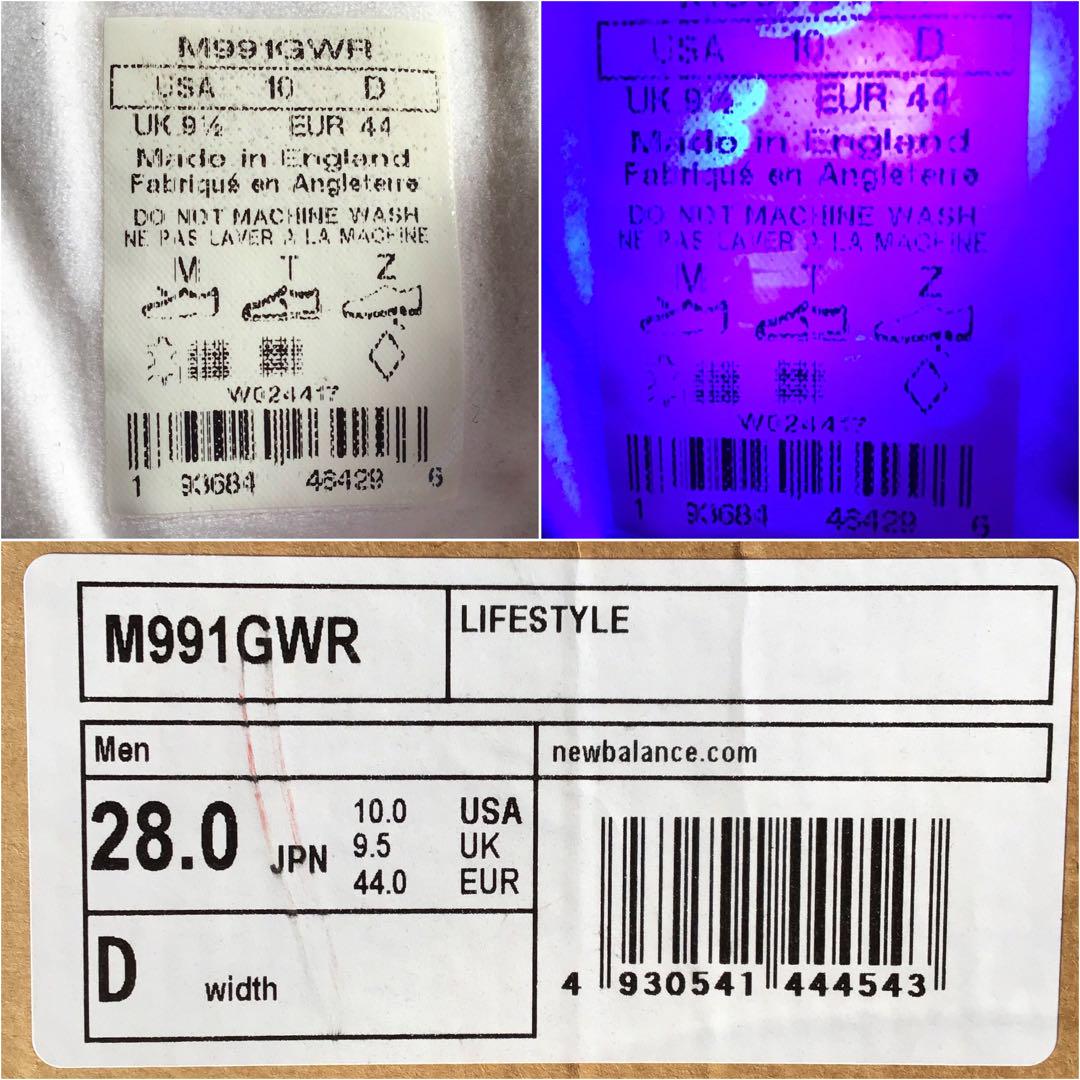 M991GWR
USA 10 D
UK 9½ EUR 44
Made in England
Fabriqué en Angleterre
DO NOT MACHINE WASH
NE PAS LAVER À LA MACHINE
M T Z
W024417
1 93684 46429 6
USA 10 D
UK 9½ EUR 44
Made in England
Fabriqué en Angleterre
DO NOT MACHINE WASH
NE PAS LAVER À LA MACHINE
M T Z
W024417
1 93684 46429 6
M991GWR
LIFESTYLE
Men
newbalance.com
28.0 JPN
10.0 USA
9.5 UK
44.0 EUR
D width
4 930541 444543